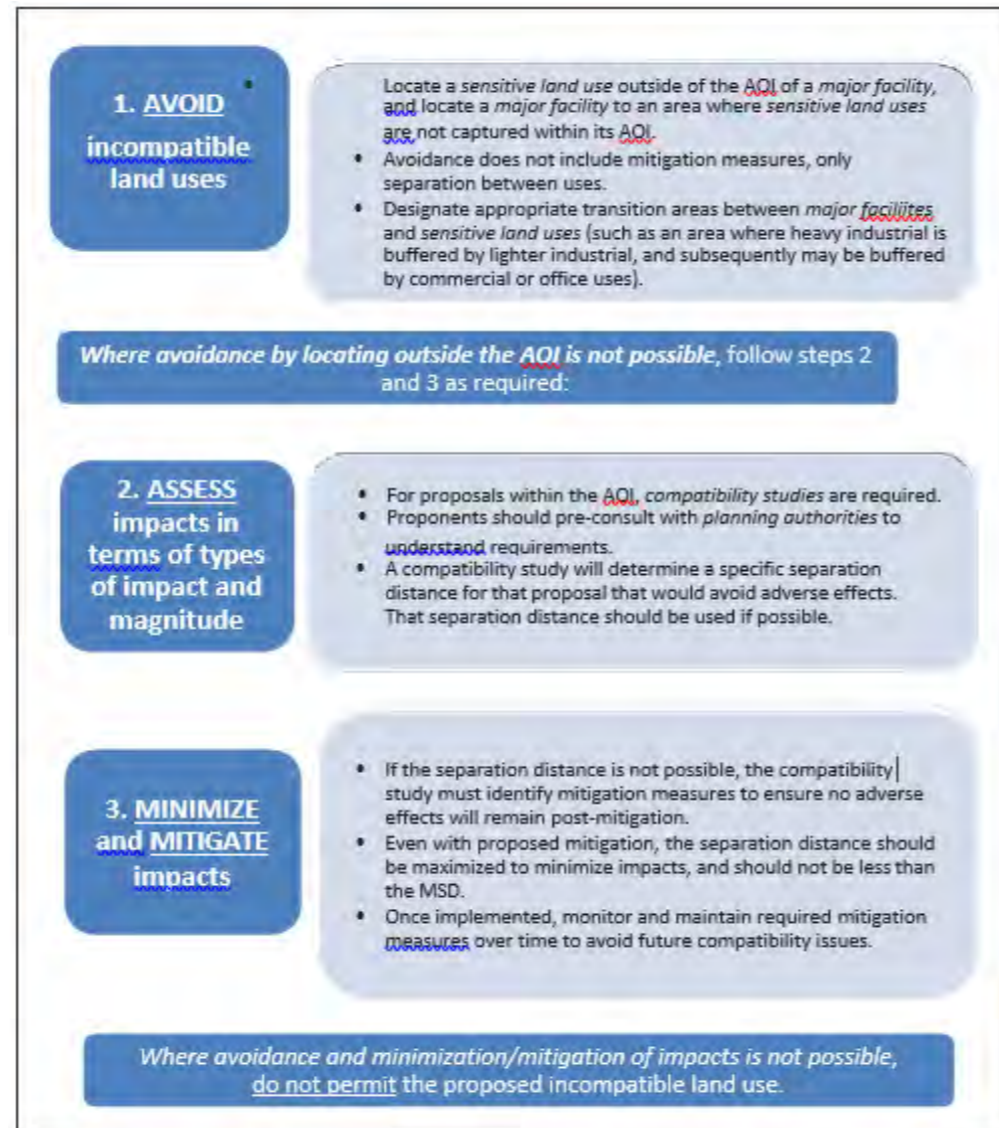 1. AVOID
incompatible
land uses
Locate a sensitive land use outside of the AOI of a major facility,
and locate a major facility to an area where sensitive land uses
are not captured within its AOI.
• Avoidance does not include mitigation measures, only
separation between uses.
• Designate appropriate transition areas between major faciliites
and sensitive land uses (such as an area where heavy industrial is
buffered by lighter industrial, and subsequently may be buffered
by commercial or office uses).
Where avoidance by locating outside the AOI is not possible, follow steps 2
and 3 as required:
2. ASSESS
impacts in
terms of types
of impact and
magnitude
• For proposals within the AOI, compatibility studies are required.
• Proponents should pre-consult with planning authorities to
understand requirements.
• A compatibility study will determine a specific separation
distance for that proposal that would avoid adverse effects.
That separation distance should be used if possible.
3. MINIMIZE
and MITIGATE
impacts
• If the separation distance is not possible, the compatibility
study must identify mitigation measures to ensure no adverse
effects will remain post-mitigation.
• Even with proposed mitigation, the separation distance should
be maximized to minimize impacts, and should not be less than
the MSD.
• Once implemented, monitor and maintain required mitigation
measures over time to avoid future compatibility issues.
Where avoidance and minimization/mitigation of impacts is not possible,
do not permit the proposed incompatible land use.